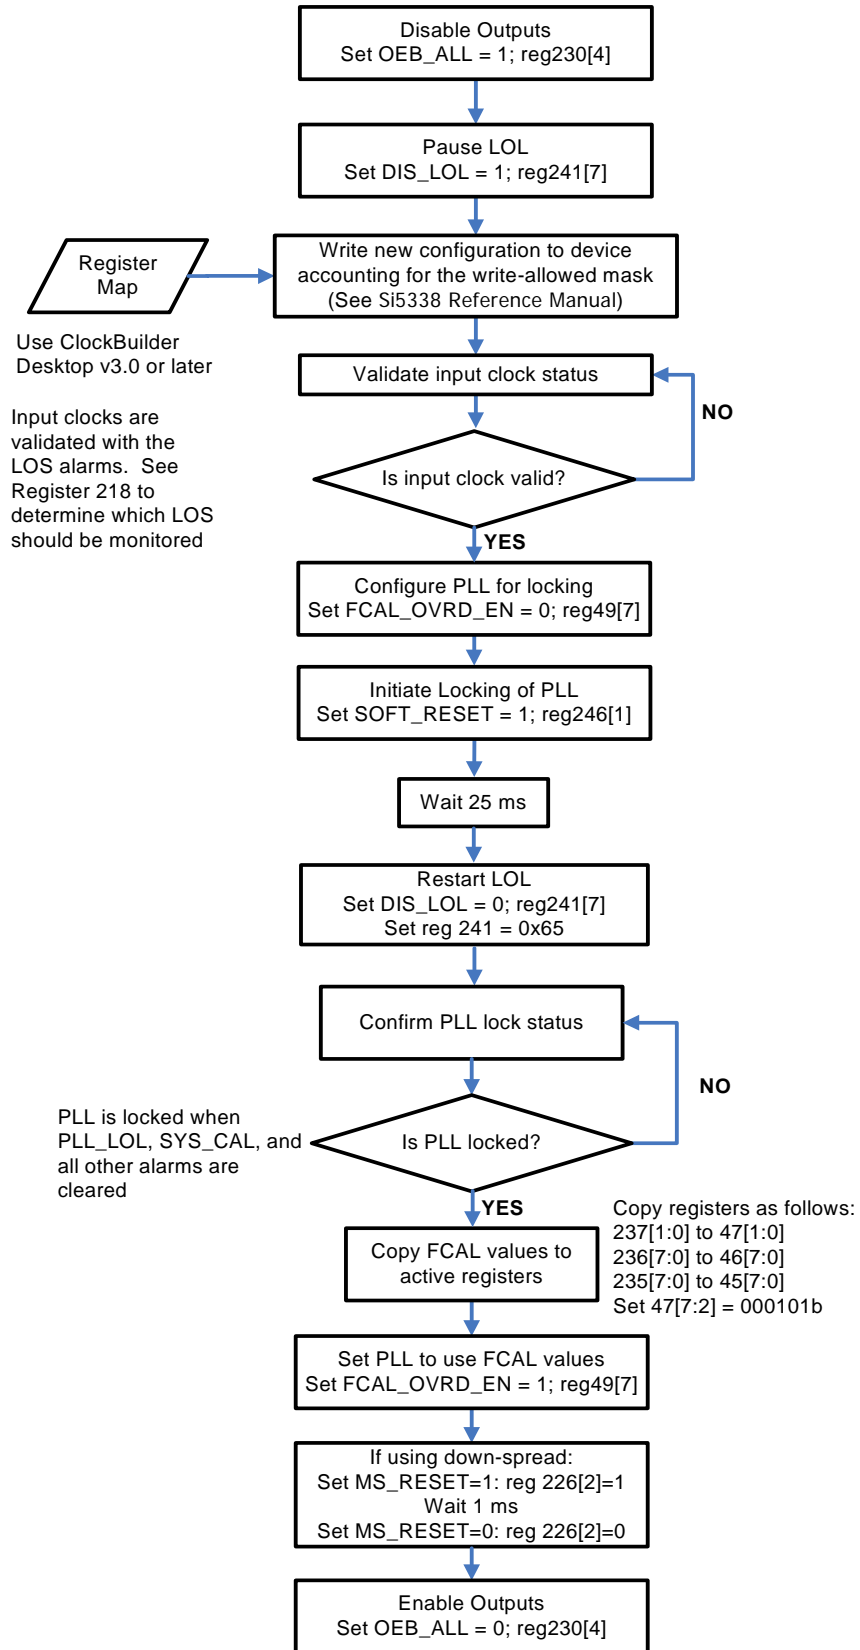 Disable Outputs
Set OEB_ALL = 1; reg230[4]
Pause LOL
Set DIS_LOL = 1; reg241[7]
Register
Map
Write new configuration to device
accounting for the write-allowed mask
(See Si5338 Reference Manual)
Use ClockBuilder
Desktop v3.0 or later
Validate input clock status
NO
Input clocks are
validated with the
LOS alarms.  See
Register 218 to
determine which LOS
should be monitored
Is input clock valid?
YES
Configure PLL for locking
Set FCAL_OVRD_EN = 0; reg49[7]
Initiate Locking of PLL
Set SOFT_RESET = 1; reg246[1]
Wait 25 ms
Restart LOL
Set DIS_LOL = 0; reg241[7]
Set reg 241 = 0x65
Confirm PLL lock status
NO
PLL is locked when
PLL_LOL, SYS_CAL, and
all other alarms are
cleared
Is PLL locked?
YES
Copy registers as follows:
237[1:0] to 47[1:0]
236[7:0] to 46[7:0]
235[7:0] to 45[7:0]
Set 47[7:2] = 000101b
Copy FCAL values to
active registers
Set PLL to use FCAL values
Set FCAL_OVRD_EN = 1; reg49[7]
If using down-spread:
Set MS_RESET=1: reg 226[2]=1
Wait 1 ms
Set MS_RESET=0: reg 226[2]=0
Enable Outputs
Set OEB_ALL = 0; reg230[4]